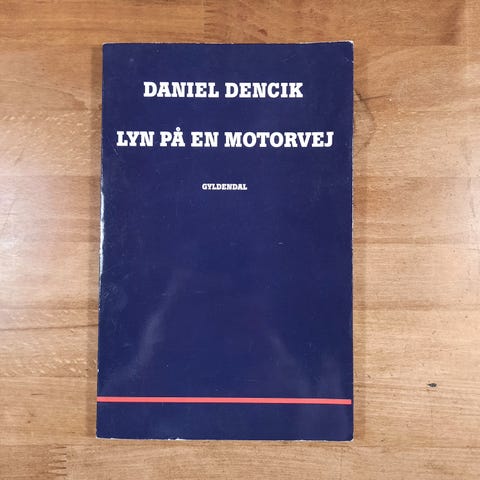 DANIEL DENCIK
LYN PÅ EN MOTORVEJ
GYLDENDAL